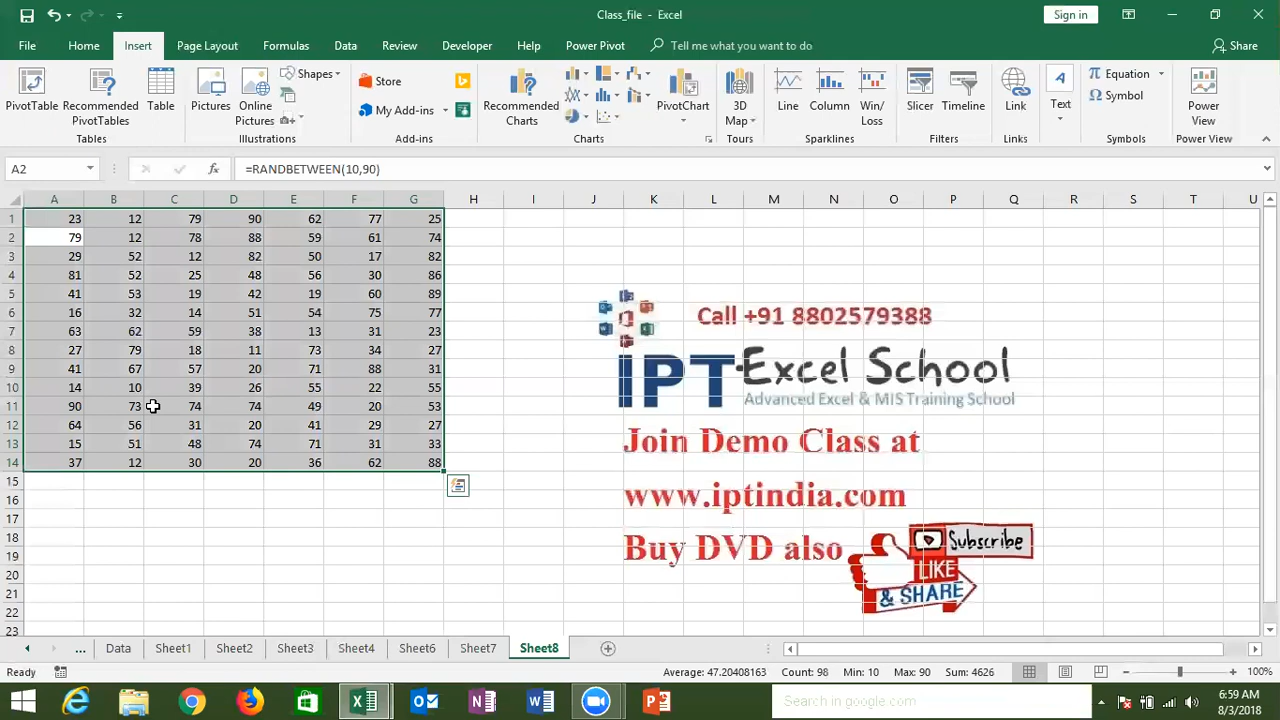 Class_file - Excel
Sign in
File Home Insert Page Layout Formulas Data Review Developer Help Power Pivot Tell me what you want to do Share
PivotTable Recommended PivotTables Table Pictures Online Pictures Shapes Store My Add-ins Recommended Charts PivotChart 3D Map Line Column Win/Loss Slicer Timeline Link Text Equation Symbol Power View
Tables Illustrations Add-ins Charts Tours Sparklines Filters Links Symbols Power View
A2 fx =RANDBETWEEN(10,90)
A B C D E F G H I J K L M N O P Q R S T U
1 23 12 79 90 62 77 25
2 79 12 78 88 59 61 74
3 29 52 12 82 50 17 82
4 81 52 25 48 56 30 86
5 41 53 19 42 19 60 89
6 16 32 14 51 54 75 77
7 63 62 59 38 13 31 23
8 27 79 18 11 73 34 27
9 41 67 57 20 71 88 31
10 14 10 39 26 55 22 55
11 90 73 74 74 49 20 53
12 64 56 31 20 41 29 27
13 15 51 48 74 71 31 33
14 37 12 30 20 36 62 88
15
16
17
18
19
20
21
22
23
Call +91 8802579388
IPT Excel School
Advanced Excel & MIS Training School
Join Demo Class at
www.iptindia.com
Buy DVD also
Subscribe
LIKE
& SHARE
... Data Sheet1 Sheet2 Sheet3 Sheet4 Sheet6 Sheet7 Sheet8
Ready Average: 47.20408163 Count: 98 Min: 10 Max: 90 Sum: 4626 100%
Search in google.com
6:59 AM
8/3/2018